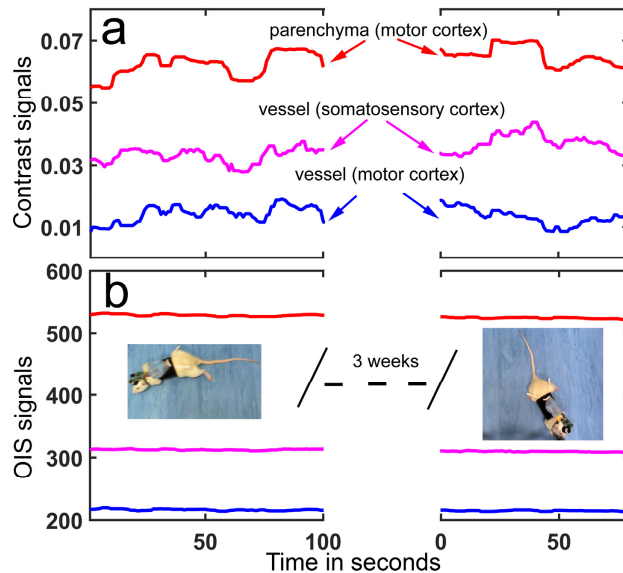 a
parenchyma (motor cortex)
vessel (somatosensory cortex)
vessel (motor cortex)
Contrast signals
0.07
0.05
0.03
0.01
b
3 weeks
OIS signals
600
500
400
300
200
50
100
50
Time in seconds